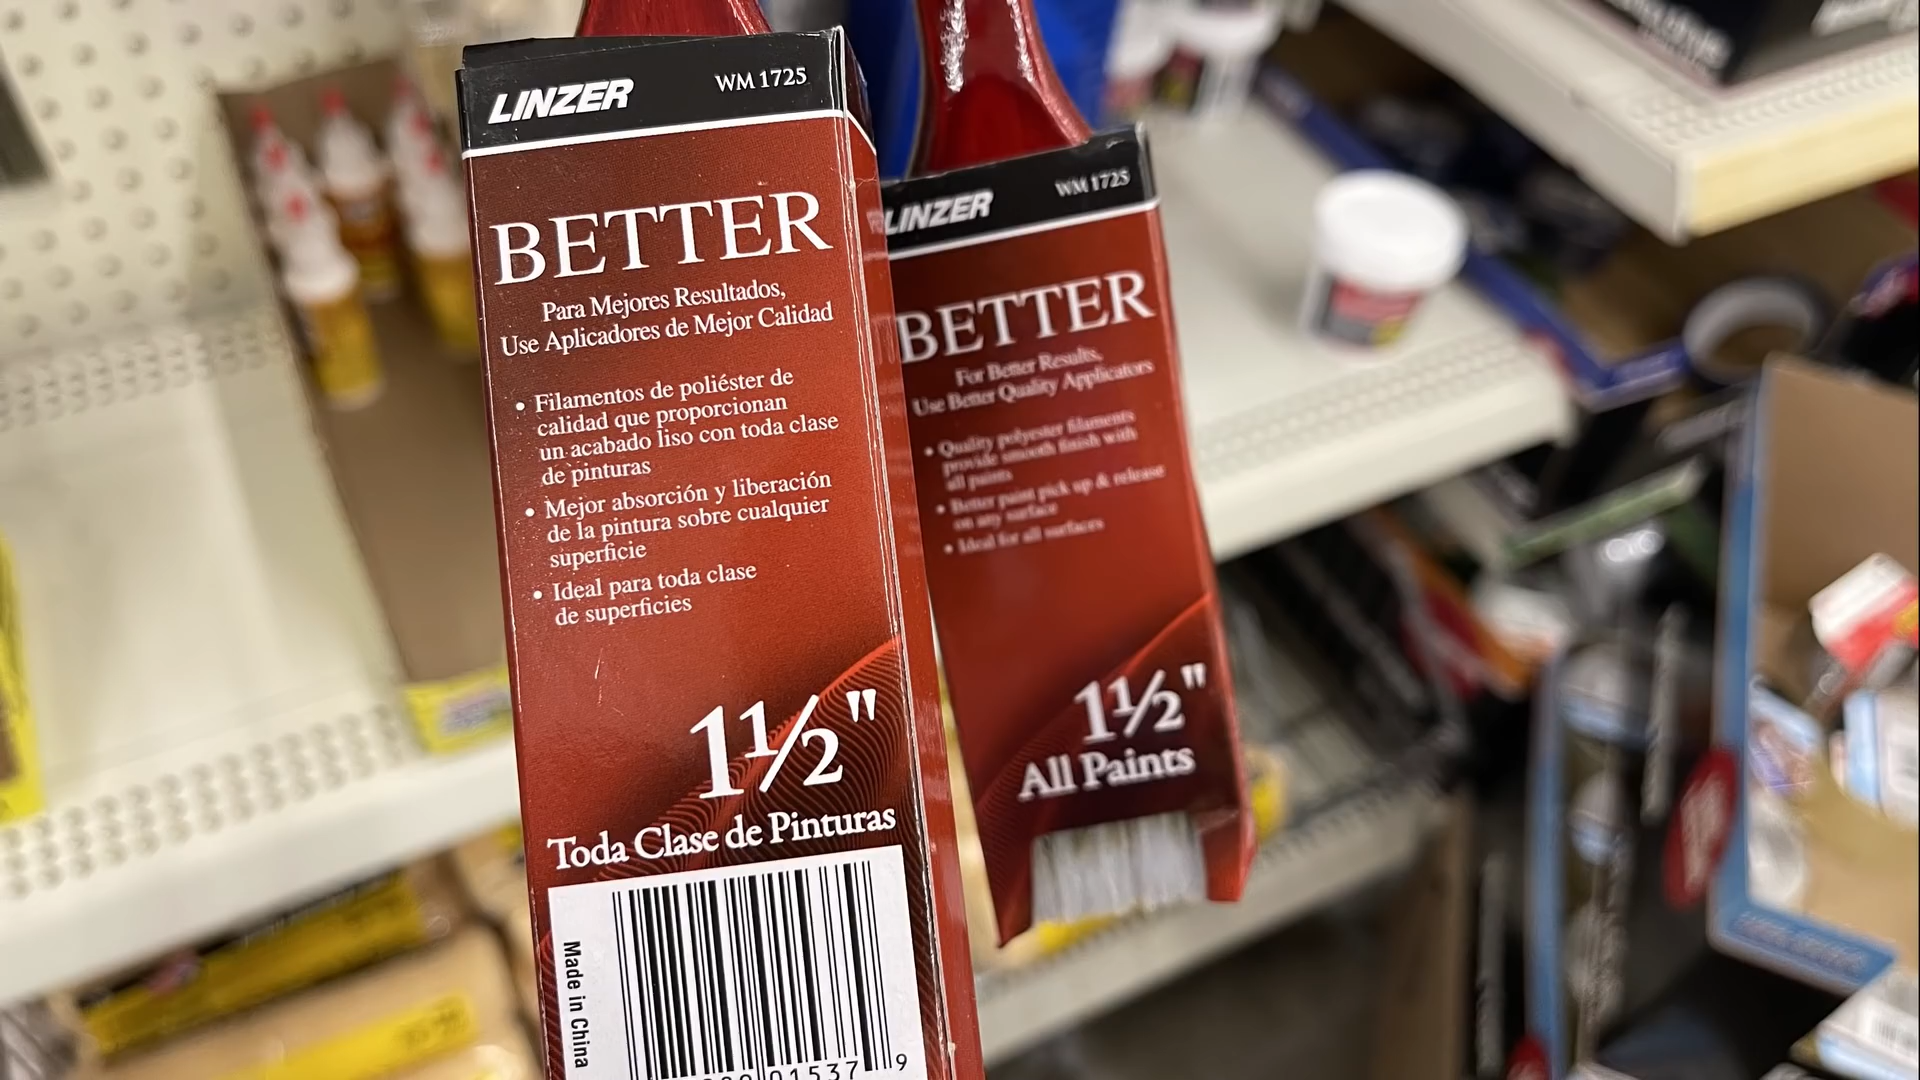 LINZER WM 1725
BETTER
Para Mejores Resultados,
Use Aplicadores de Mejor Calidad
• Filamentos de poliéster de
calidad que proporcionan
un acabado liso con toda clase
de pinturas
• Mejor absorción y liberación
de la pintura sobre cualquier
superficie
• Ideal para toda clase
de superficies
1½"
Toda Clase de Pinturas
Made in China
01537 9
LINZER WM 1725
BETTER
For Better Results,
Use Better Quality Applicators
• Quality polyester filaments
provide smooth finish with
all paints
• Better paint pick up & release
on any surface
• Ideal for all surfaces
1½"
All Paints